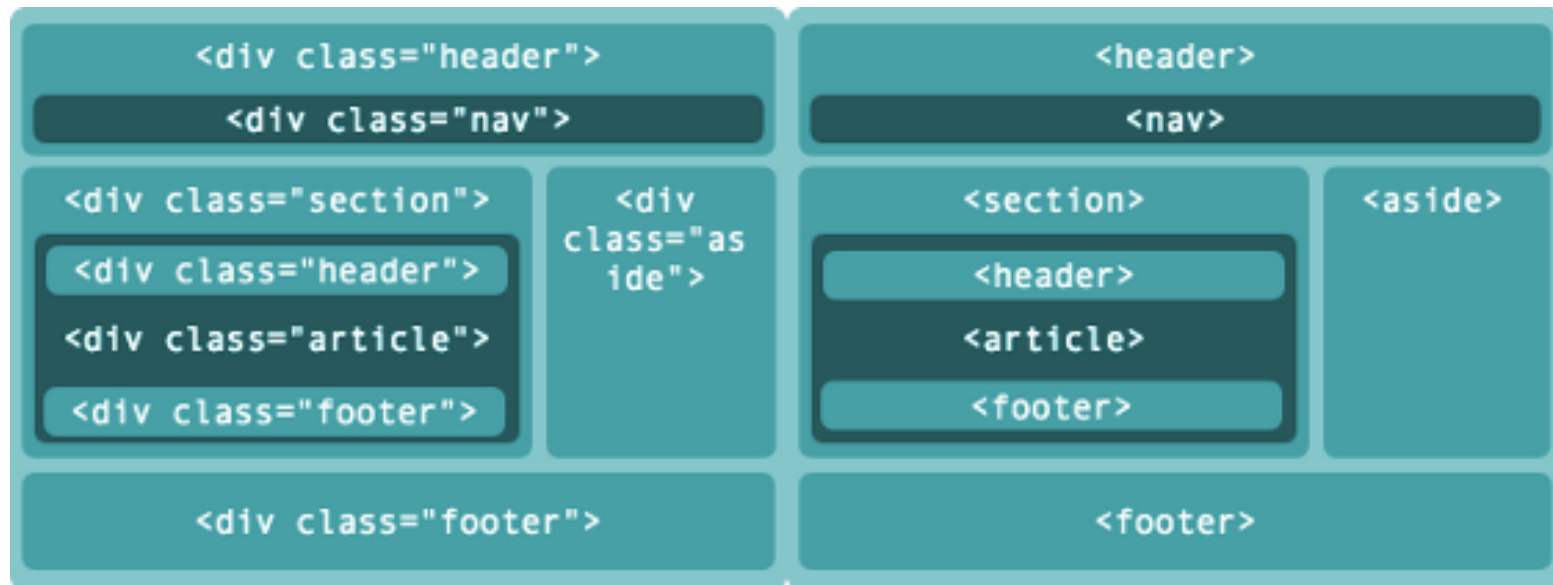 <div class="header">
<div class="nav">
<div class="section">
<div class="header">
<div class="article">
<div class="footer">
<div
class="as
ide">
<div class="footer">
<header>
<nav>
<section>
<header>
<article>
<footer>
<aside>
<footer>